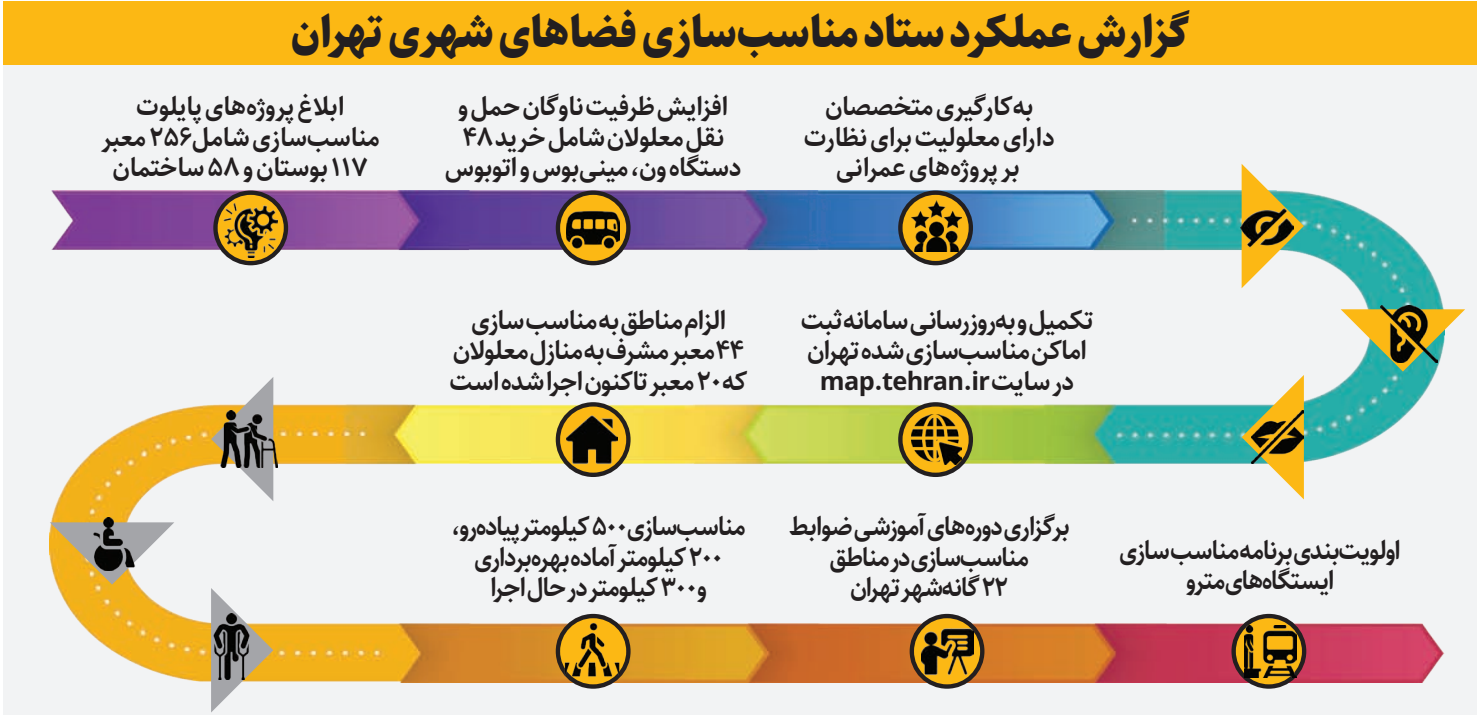 گزارش عملکرد ستاد مناسب‌سازی فضاهای شهری تهران
ابلاغ پروژه‌های پایلوت
مناسب‌سازی شامل ۲۵۶ معبر
۱۱۷ بوستان و ۵۸ ساختمان
افزایش ظرفیت ناوگان حمل و
نقل معلولان شامل خرید ۴۸
دستگاه ون، مینی‌بوس و اتوبوس
به‌کارگیری متخصصان
دارای معلولیت برای نظارت
بر پروژه‌های عمرانی
تکمیل و به‌روزرسانی سامانه ثبت
اماکن مناسب‌سازی شده تهران
در سایت map.tehran.ir
الزام مناطق به مناسب سازی
۴۴ معبر مشرف به منازل معلولان
که ۲۰ معبر تاکنون اجرا شده است
مناسب‌سازی ۵۰۰ کیلومتر پیاده‌رو،
۲۰۰ کیلومتر آماده بهره‌برداری
و ۳۰۰ کیلومتر در حال اجرا
برگزاری دوره‌های آموزشی ضوابط
مناسب‌سازی در مناطق
۲۲ گانه شهر تهران
اولویت‌بندی برنامه مناسب سازی
ایستگاه‌های مترو